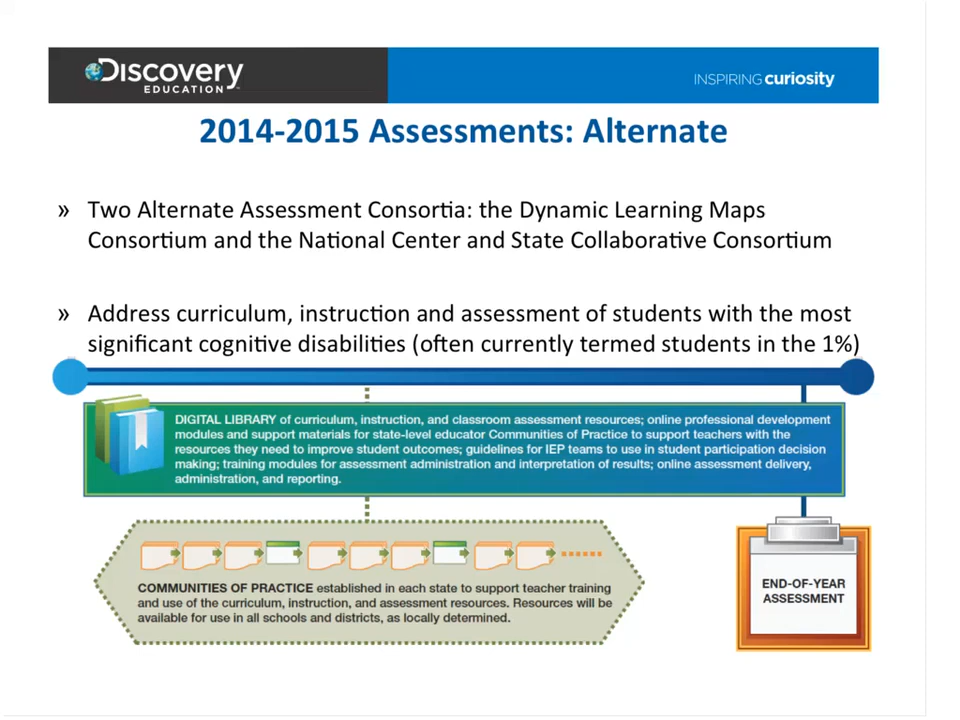 Discovery
EDUCATION™
INSPIRING curiosity
2014-2015 Assessments: Alternate
» Two Alternate Assessment Consortia: the Dynamic Learning Maps
Consortium and the National Center and State Collaborative Consortium
» Address curriculum, instruction and assessment of students with the most
significant cognitive disabilities (often currently termed students in the 1%)
DIGITAL LIBRARY of curriculum, instruction, and classroom assessment resources; online professional development
modules and support materials for state-level educator Communities of Practice to support teachers with the
resources they need to improve student outcomes; guidelines for IEP teams to use in student participation decision
making; training modules for assessment administration and interpretation of results; online assessment delivery,
administration, and reporting.
COMMUNITIES OF PRACTICE established in each state to support teacher training
and use of the curriculum, instruction, and assessment resources. Resources will be
available for use in all schools and districts, as locally determined.
END-OF-YEAR
ASSESSMENT